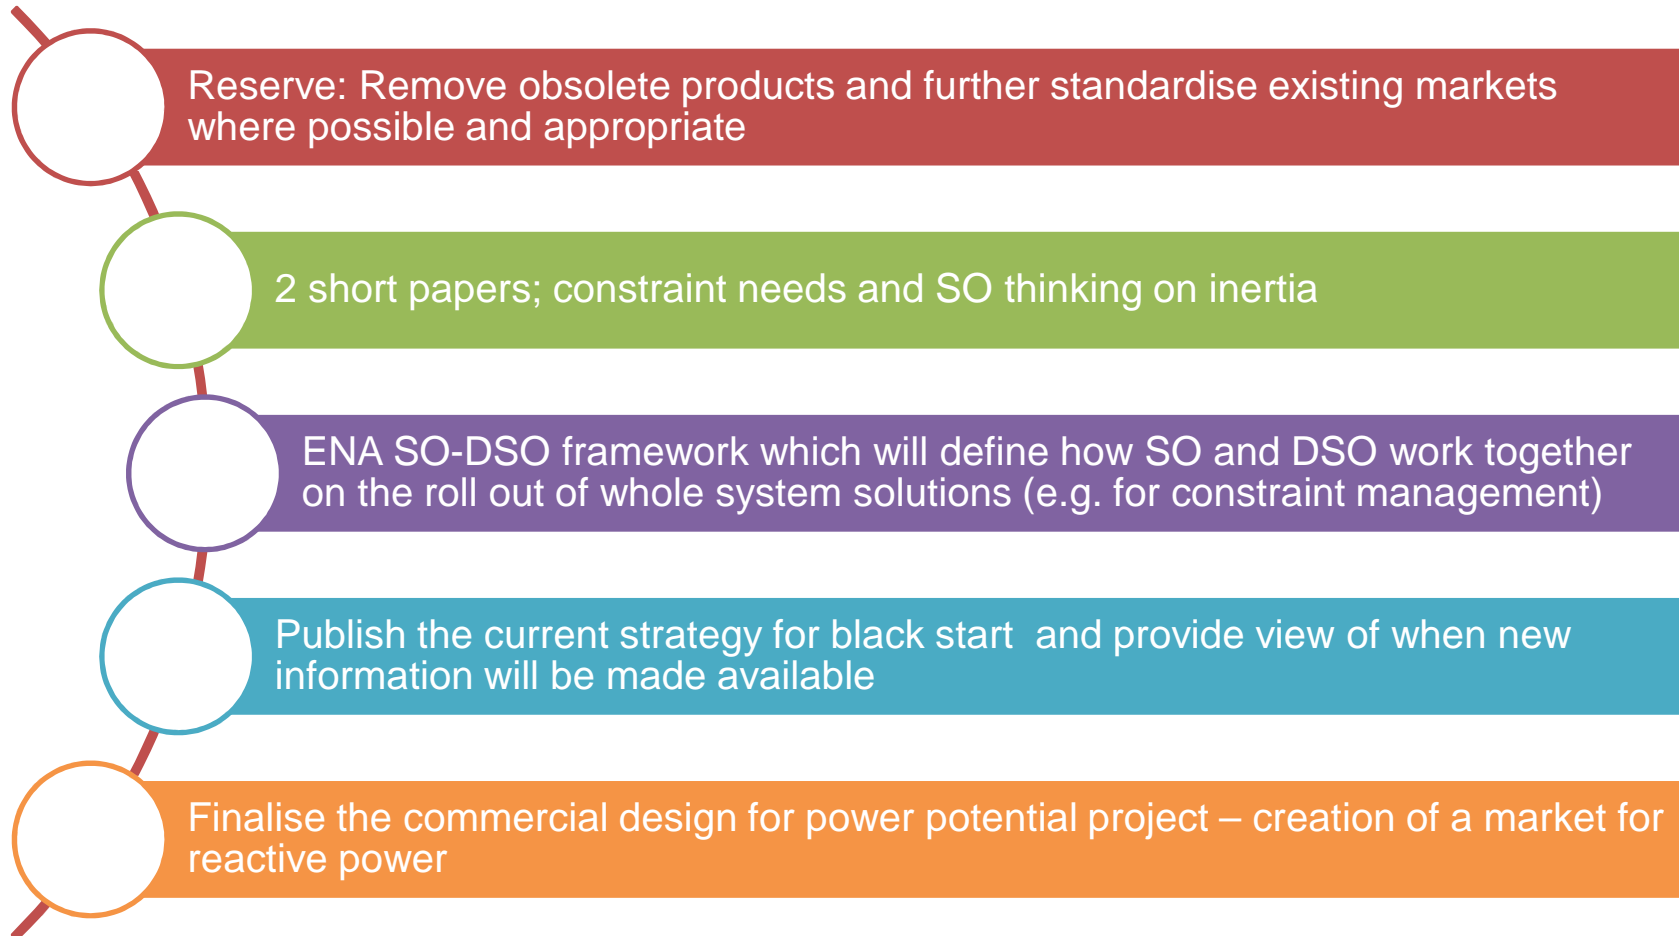 Reserve: Remove obsolete products and further standardise existing markets
where possible and appropriate
2 short papers; constraint needs and SO thinking on inertia
ENA SO-DSO framework which will define how SO and DSO work together
on the roll out of whole system solutions (e.g. for constraint management)
Publish the current strategy for black start  and provide view of when new
information will be made available
Finalise the commercial design for power potential project – creation of a market for
reactive power